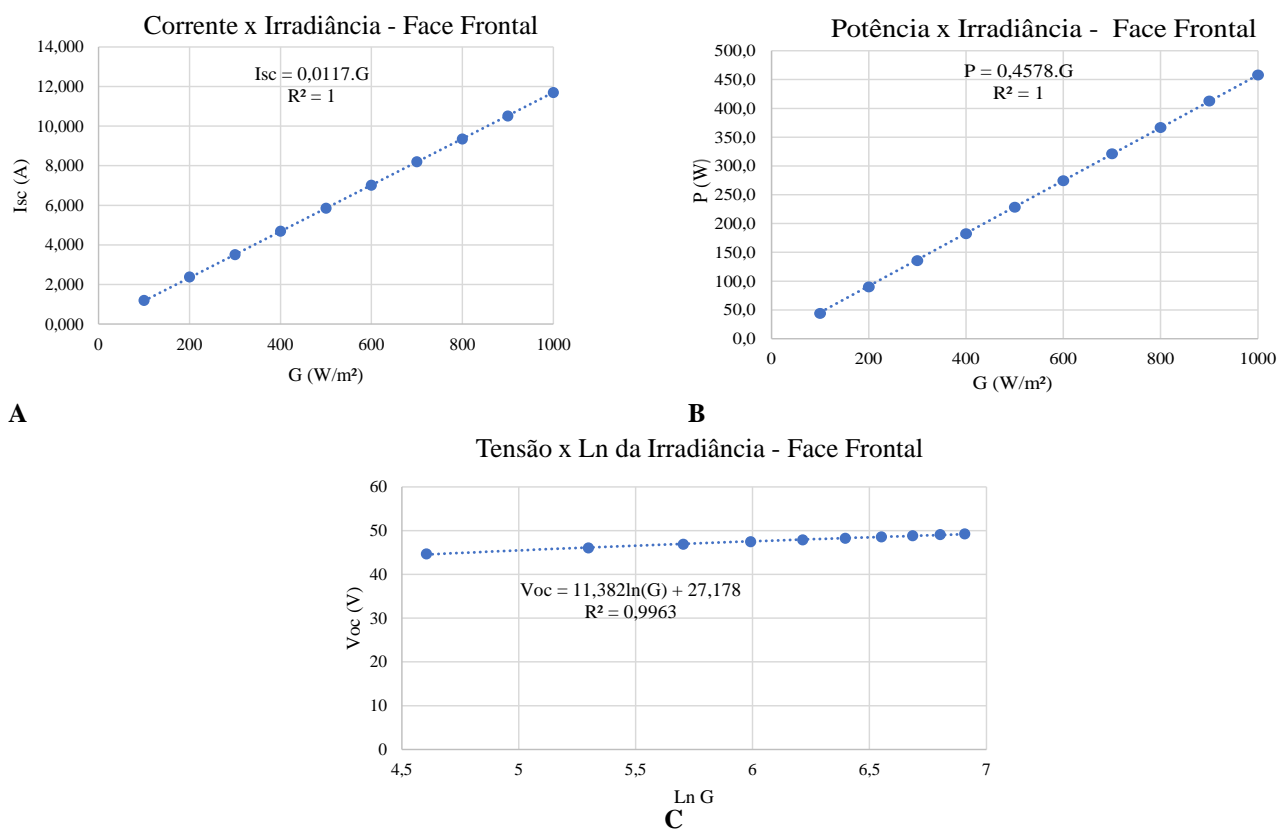 Corrente x Irradiância - Face Frontal
14,000
12,000
10,000
8,000
6,000
4,000
2,000
0,000
Isc (A)
Isc = 0,0117.G
R² = 1
0 200 400 600 800 1000
G (W/m²)
A
Potência x Irradiância - Face Frontal
500,0
450,0
400,0
350,0
300,0
250,0
200,0
150,0
100,0
50,0
0,0
P (W)
P = 0,4578.G
R² = 1
0 200 400 600 800 1000
G (W/m²)
B
Tensão x Ln da Irradiância - Face Frontal
60
50
40
30
20
10
0
Voc (V)
Voc = 11,382ln(G) + 27,178
R² = 0,9963
4,5 5 5,5 6 6,5 7
Ln G
C